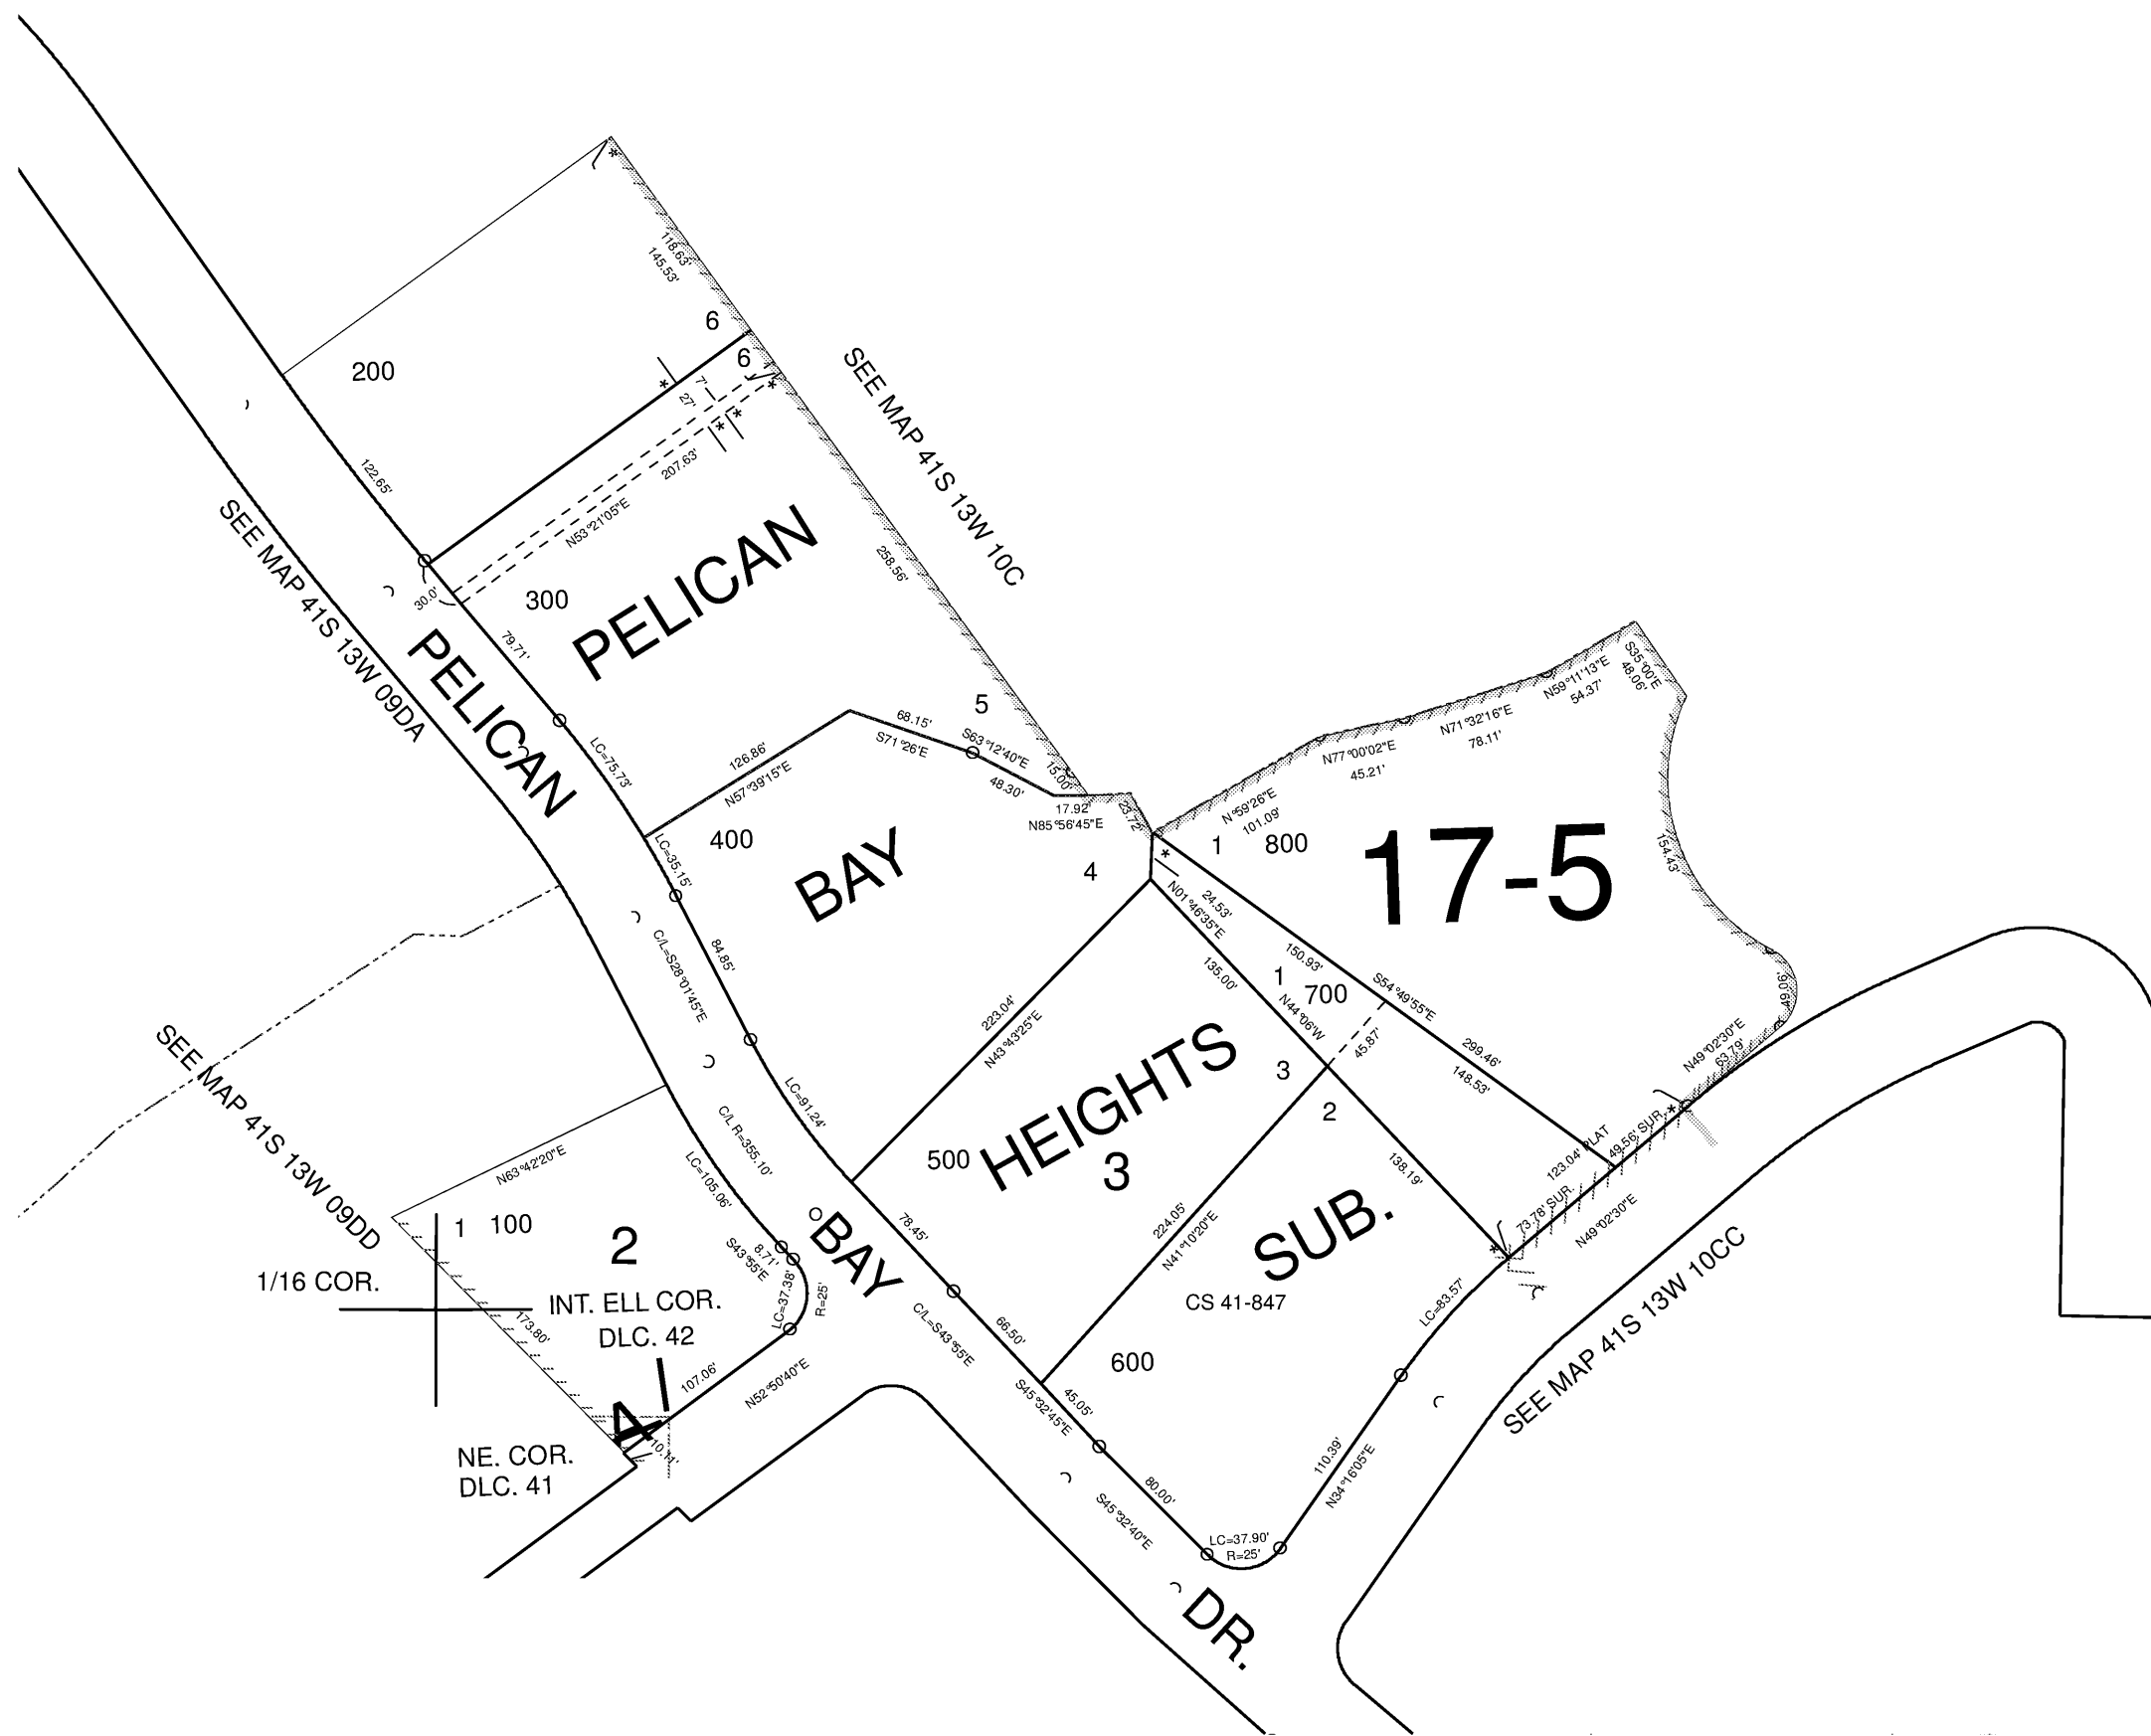 118.63'
145.53'
6
200
6
7'
27'
SEE MAP 41S 13W 10C
122.65'
207.63'
N53°21'05"E
SEE MAP 41S 13W 09DA
30.0'
300
PELICAN
258.56'
79.71'
PELICAN
5
S35°00'E
48.06'
N59°11'13"E
54.37'
N71°32'16"E
78.11'
N77°00'02"E
45.21'
LC=75.73'
126.86'
N57°39'15"E
68.15'
S71°26'E
S63°12'40"E
48.30'
15.00'
17.92'
N85°56'45"E
23.72'
N°59'26"E
101.09'
1 800
17-5
154.43'
400
LC=35.15'
BAY
4
24.53'
N01°46'35"E
84.85'
C/L=S28°01'45"E
150.93'
S54°49'55"E
135.00'
1
700
N44°06'W
45.87'
49.06'
N49°02'30"E
63.79'
223.04'
N43°43'25"E
HEIGHTS
3
3
2
299.46'
148.53'
SEE MAP 41S 13W 09DD
LC=91.24'
C/L R=355.10'
LC=105.06'
N63°42'20"E
500
138.19'
123.04' PLAT
49.56' SUR.
73.78' SUR.
N49°02'30"E
1 100
2
8.71'
S43°55'E
LC=37.38'
R=25'
BAY
78.45'
224.05'
N41°10'20"E
SUB.
1/16 COR.
INT. ELL COR.
DLC. 42
173.80'
CS 41-847
LC=83.57'
SEE MAP 41S 13W 10CC
C/L=S43°55'E
66.50'
600
107.06'
N52°50'40"E
4
10.11'
NE. COR.
DLC. 41
S45°32'45"E
45.05'
80.00'
S45°32'40"E
110.39'
N34°16'05"E
LC=37.90'
R=25'
DR.